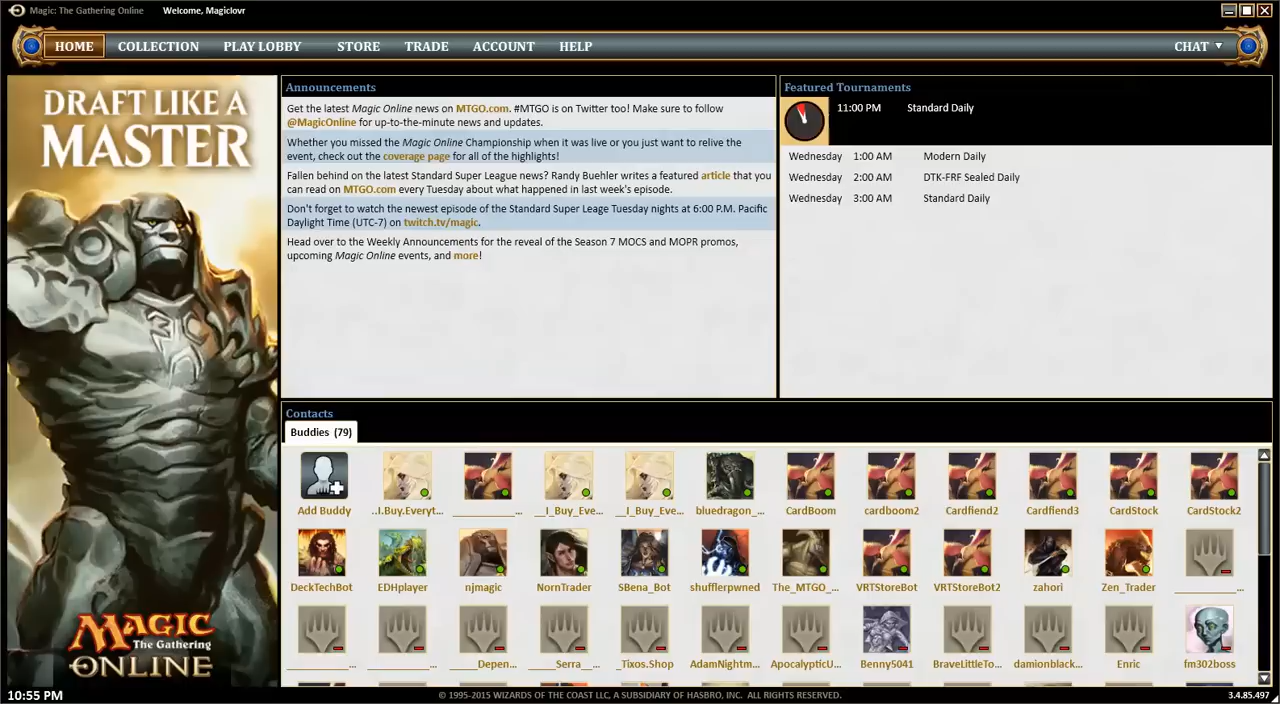 Magic: The Gathering Online Welcome, Magiclovr
HOME COLLECTION PLAY LOBBY STORE TRADE ACCOUNT HELP CHAT
DRAFT LIKE A
MASTER
MAGIC
The Gathering
ONLINE
Announcements
Get the latest Magic Online news on MTGO.com. #MTGO is on Twitter too! Make sure to follow
@MagicOnline for up-to-the-minute news and updates.
Whether you missed the Magic Online Championship when it was live or you just want to relive the
event, check out the coverage page for all of the highlights!
Fallen behind on the latest Standard Super League news? Randy Buehler writes a featured article that you
can read on MTGO.com every Tuesday about what happened in last week's episode.
Don't forget to watch the newest episode of the Standard Super Leage Tuesday nights at 6:00 P.M. Pacific
Daylight Time (UTC-7) on twitch.tv/magic.
Head over to the Weekly Announcements for the reveal of the Season 7 MOCS and MOPR promos,
upcoming Magic Online events, and more!
Featured Tournaments
11:00 PM Standard Daily
Wednesday 1:00 AM Modern Daily
Wednesday 2:00 AM DTK-FRF Sealed Daily
Wednesday 3:00 AM Standard Daily
Contacts
Buddies (79)
Add Buddy ..I.Buy.Everyt... __________... __I_Buy_Eve... __I_Buy_Eve... bluedragon_... CardBoom cardboom2 Cardfiend2 Cardfiend3 CardStock CardStock2
DeckTechBot EDHplayer njmagic NornTrader SBena_Bot shufflerpwned The_MTGO_... VRTStoreBot VRTStoreBot2 zahori Zen_Trader __________...
__________... __________... _____Depen... _____Serra__... _Tixos.Shop AdamNightm... ApocalypticU... Benny5041 BraveLittleTo... damionblack... Enric fm302boss
10:55 PM © 1995-2015 WIZARDS OF THE COAST LLC, A SUBSIDIARY OF HASBRO, INC. ALL RIGHTS RESERVED. 3.4.85.497